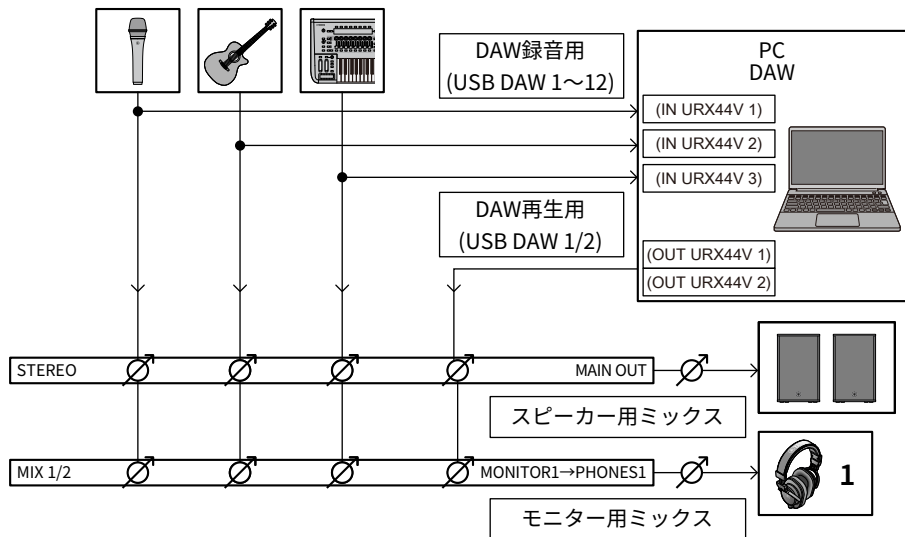 DAW録音用
(USB DAW 1～12)
PC
DAW
(IN URX44V 1)
(IN URX44V 2)
(IN URX44V 3)
DAW再生用
(USB DAW 1/2)
(OUT URX44V 1)
(OUT URX44V 2)
STEREO
MAIN OUT
スピーカー用ミックス
MIX 1/2
MONITOR1→PHONES1
1
モニター用ミックス